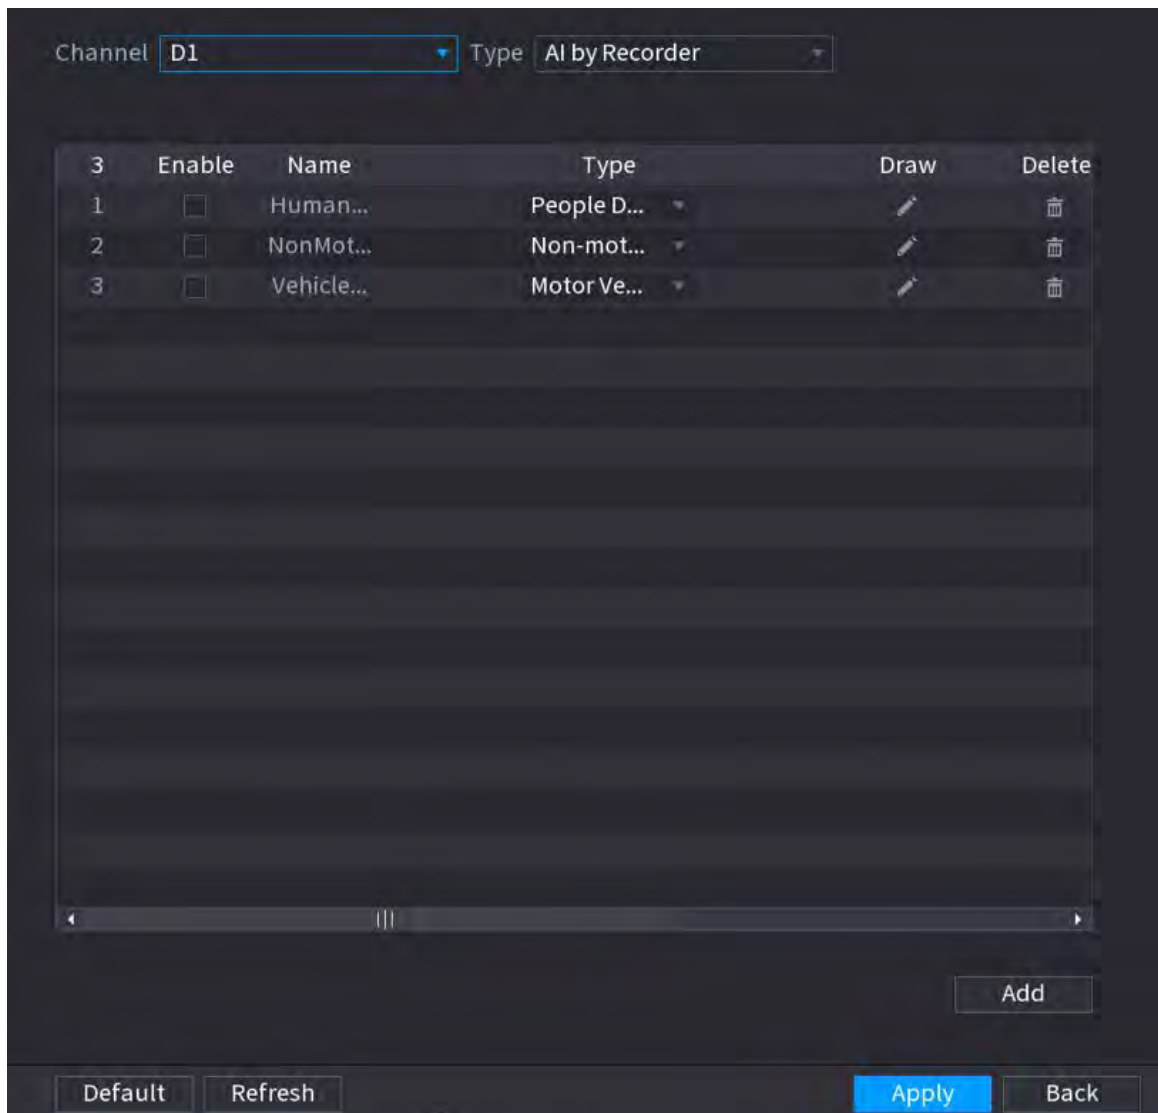 Channel D1 Type AI by Recorder
3 Enable Name Type Draw Delete
1 Human... People D...
2 NonMot... Non-mot...
3 Vehicle... Motor Ve...
Add
Default Refresh Apply Back